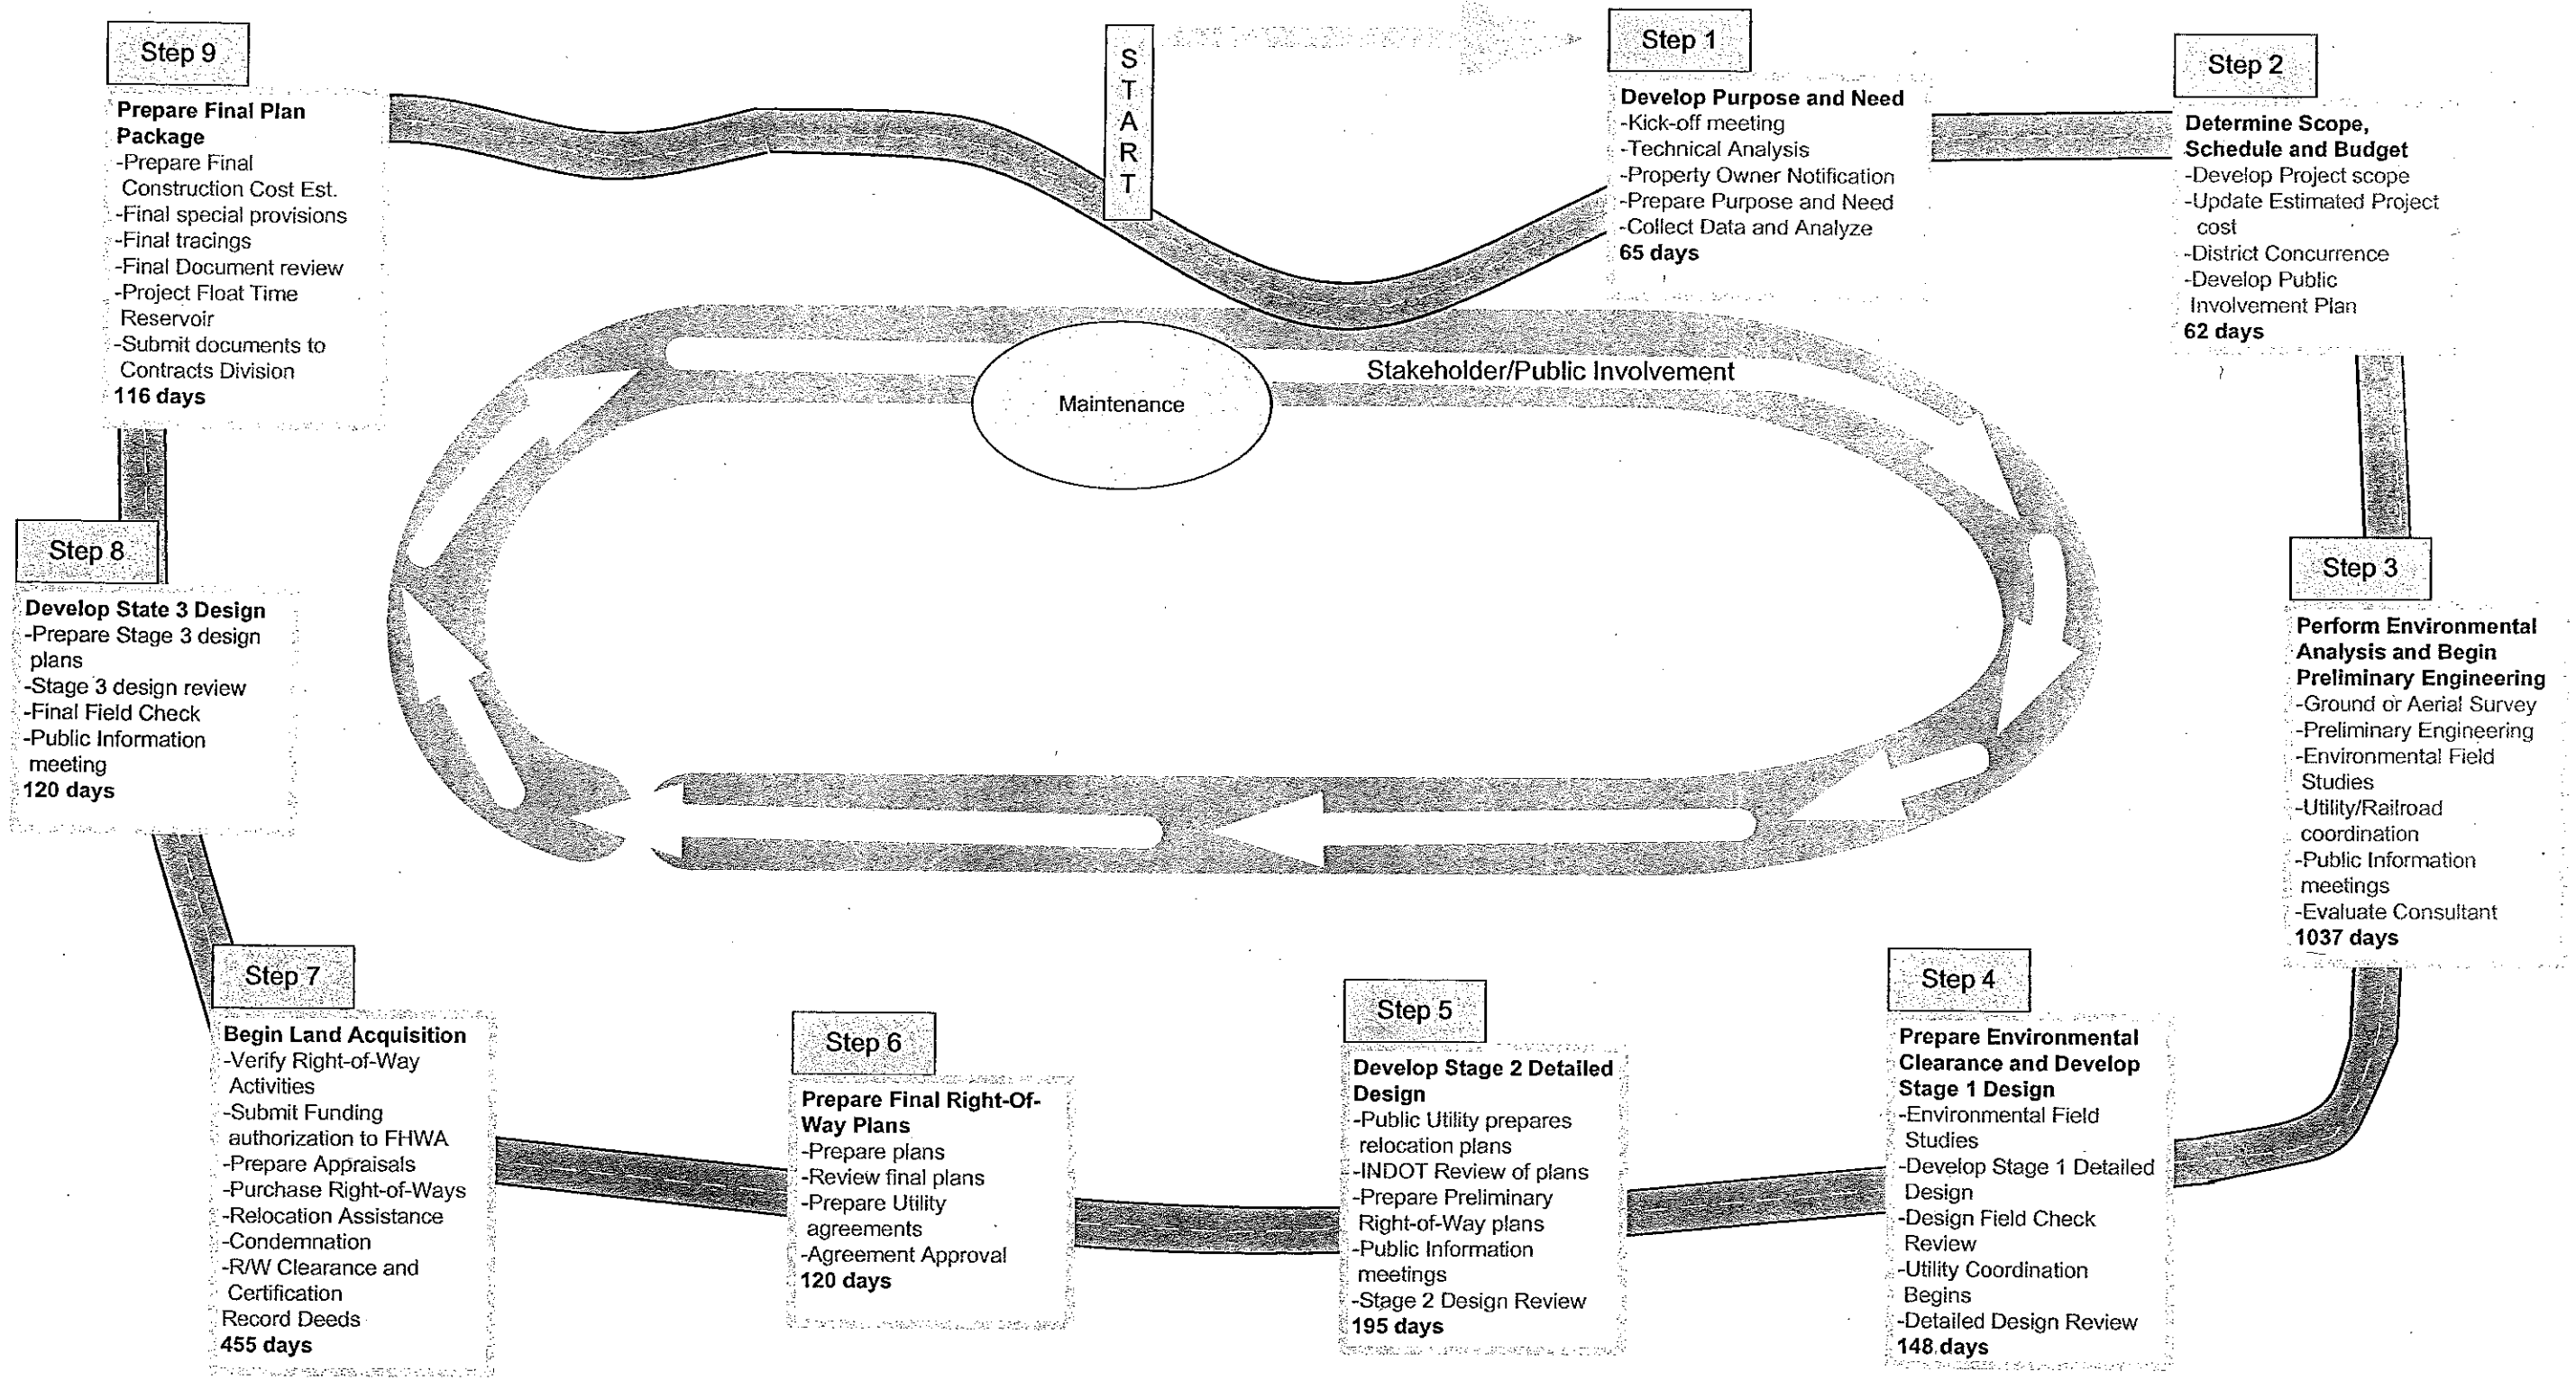 START
Step 1
Develop Purpose and Need
-Kick-off meeting
-Technical Analysis
-Property Owner Notification
-Prepare Purpose and Need
-Collect Data and Analyze
65 days
Step 2
Determine Scope,
Schedule and Budget
-Develop Project scope
-Update Estimated Project
cost
-District Concurrence
-Develop Public
Involvement Plan
62 days
Step 3
Perform Environmental
Analysis and Begin
Preliminary Engineering
-Ground or Aerial Survey
-Preliminary Engineering
-Environmental Field
Studies
-Utility/Railroad
coordination
-Public Information
meetings
-Evaluate Consultant
1037 days
Step 4
Prepare Environmental
Clearance and Develop
Stage 1 Design
-Environmental Field
Studies
-Develop Stage 1 Detailed
Design
-Design Field Check
Review
-Utility Coordination
Begins
-Detailed Design Review
148 days
Step 5
Develop Stage 2 Detailed
Design
-Public Utility prepares
relocation plans
-INDOT Review of plans
-Prepare Preliminary
Right-of-Way plans
-Public Information
meetings
-Stage 2 Design Review
195 days
Step 6
Prepare Final Right-Of-
Way Plans
-Prepare plans
-Review final plans
-Prepare Utility
agreements
-Agreement Approval
120 days
Step 7
Begin Land Acquisition
-Verify Right-of-Way
Activities
-Submit Funding
authorization to FHWA
-Prepare Appraisals
-Purchase Right-of-Ways
-Relocation Assistance
-Condemnation
-R/W Clearance and
Certification
Record Deeds
455 days
Step 8
Develop State 3 Design
-Prepare Stage 3 design
plans
-Stage 3 design review
-Final Field Check
-Public Information
meeting
120 days
Step 9
Prepare Final Plan
Package
-Prepare Final
Construction Cost Est.
-Final special provisions
-Final tracings
-Final Document review
-Project Float Time
Reservoir
-Submit documents to
Contracts Division
116 days
Maintenance
Stakeholder/Public Involvement